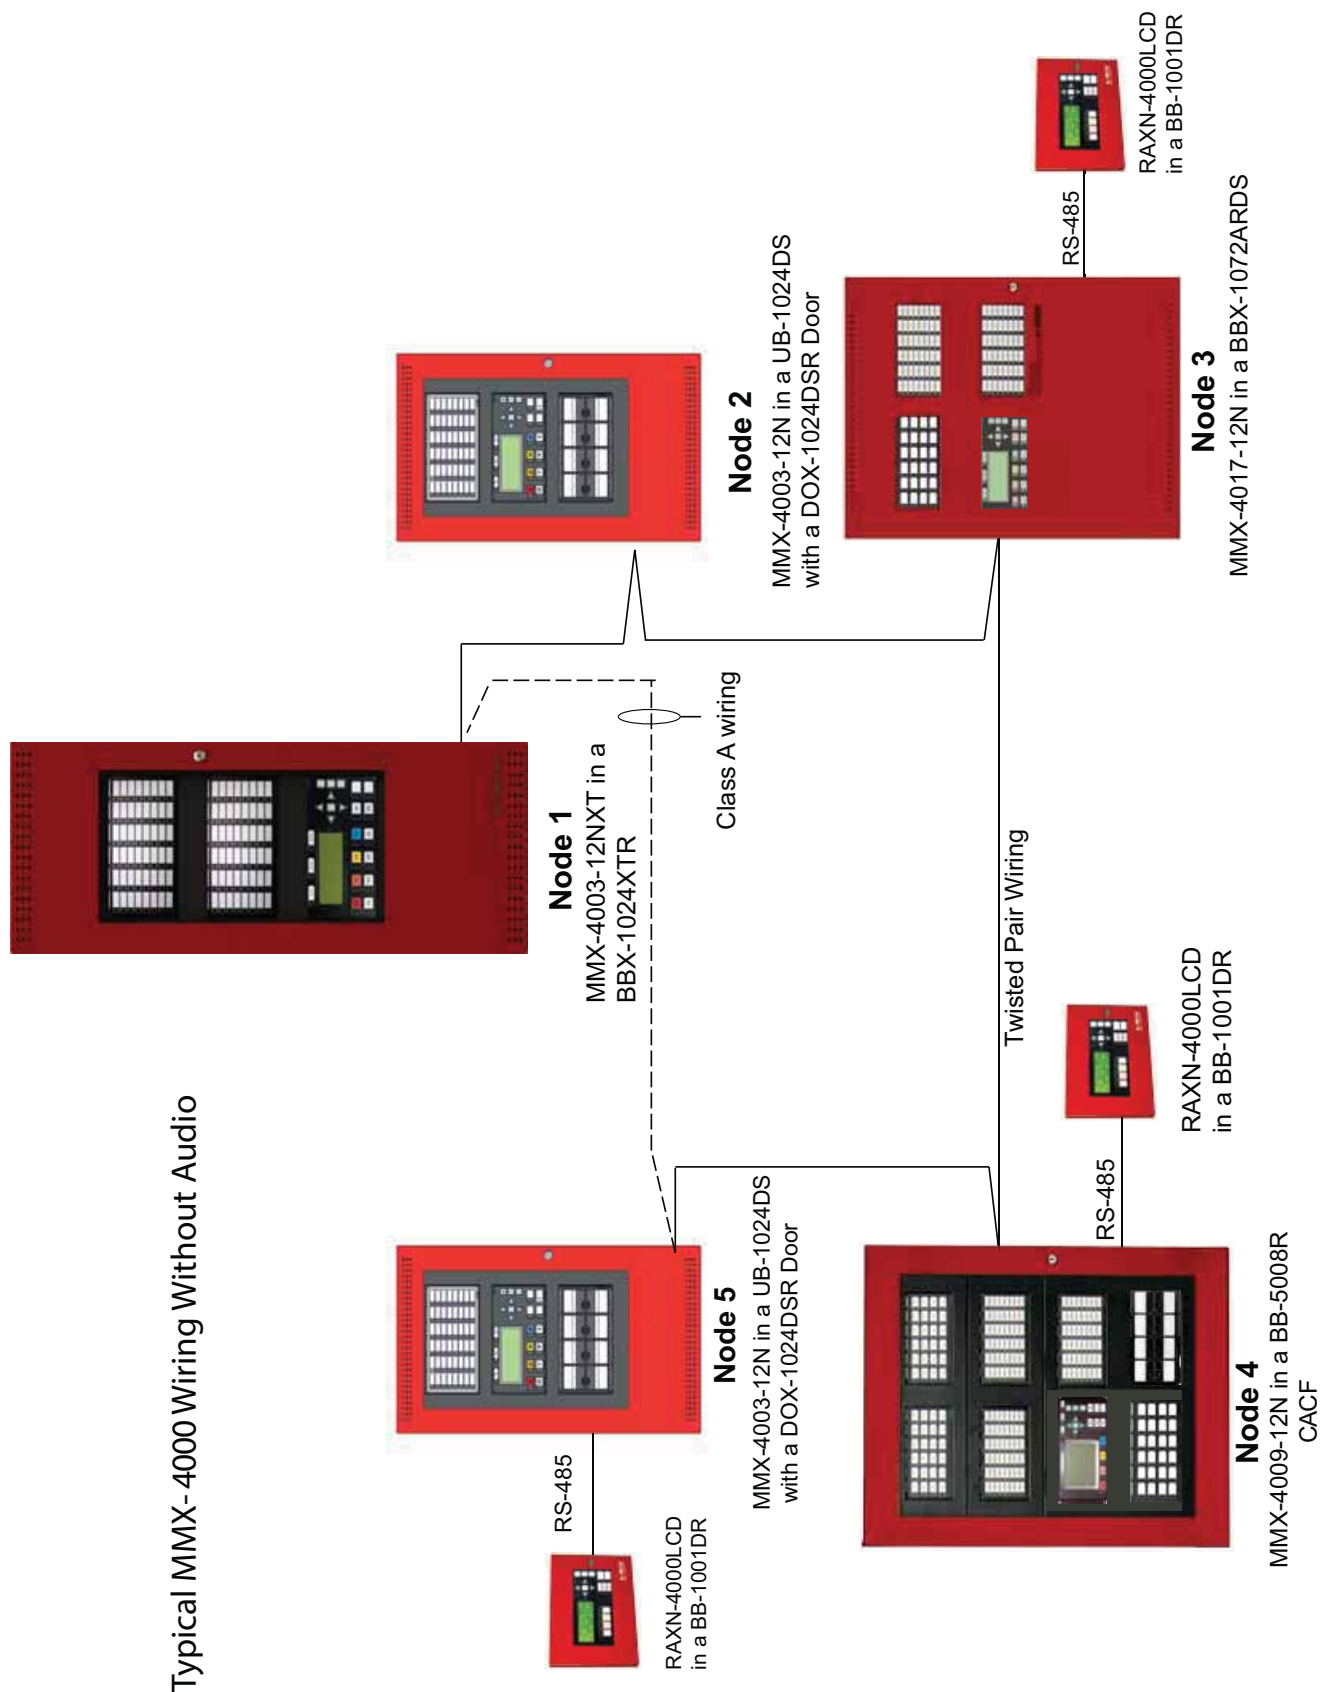 Typical MMX-4000 Wiring Without Audio
Node 1
MMX-4003-12NXT in a
BBX-1024XTR
Class A wiring
Node 2
MMX-4003-12N in a UB-1024DS
with a DOX-1024DSR Door
RS-485
RAXN-4000LCD
in a BB-1001DR
Node 3
MMX-4017-12N in a BBX-1072ARDS
Twisted Pair Wiring
RS-485
RAXN-4000LCD
in a BB-1001DR
Node 5
MMX-4003-12N in a UB-1024DS
with a DOX-1024DSR Door
RS-485
RAXN-4000LCD
in a BB-1001DR
Node 4
MMX-4009-12N in a BB-5008R
CACF